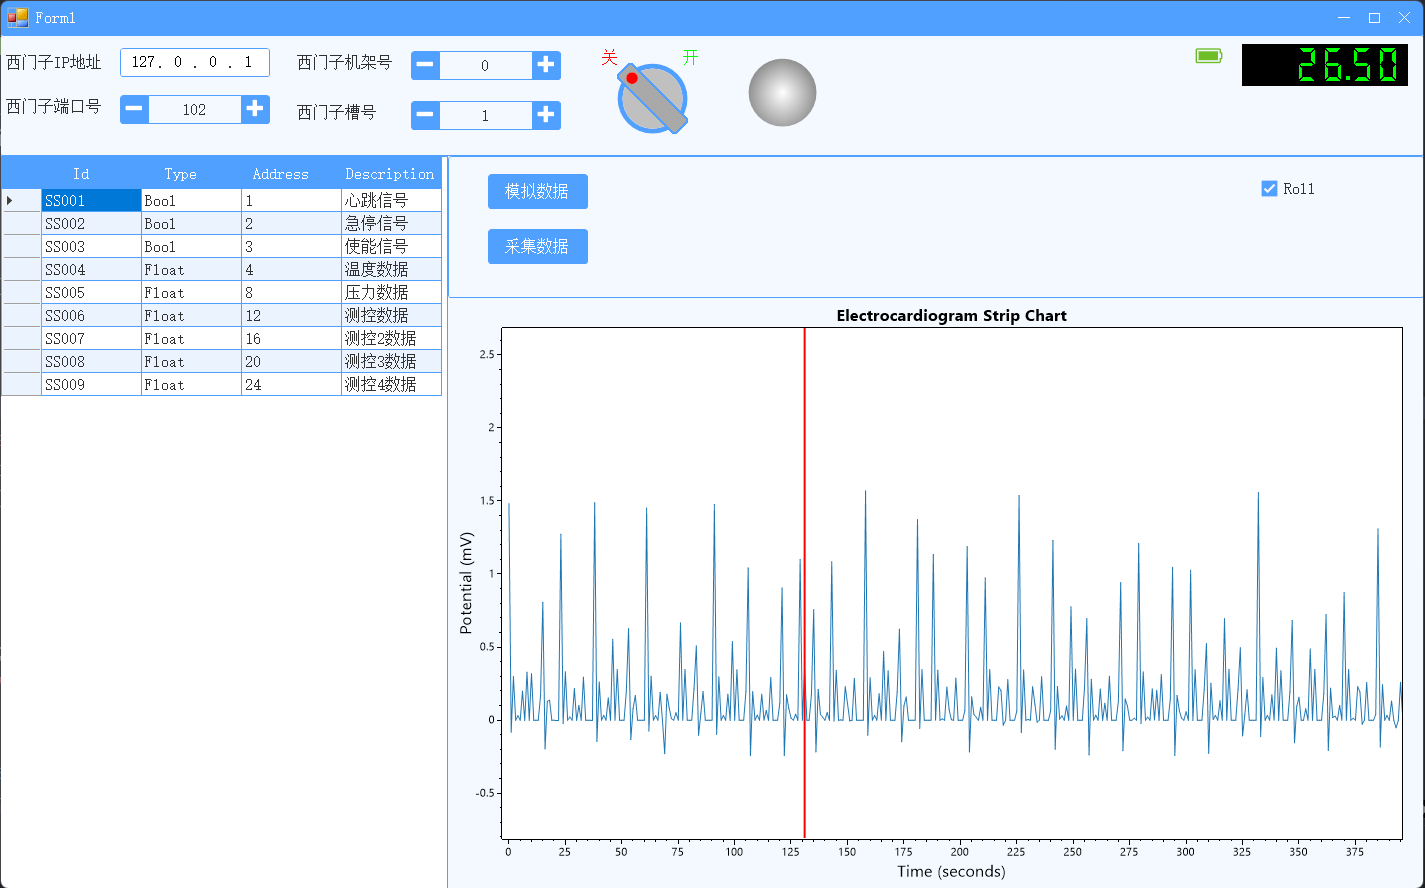 Form1
西门子IP地址
127. 0 . 0 . 1
西门子机架号
0
关
开
26.50
西门子端口号
102
西门子槽号
1
Id Type Address Description
SS001 Bool 1 心跳信号
SS002 Bool 2 急停信号
SS003 Bool 3 使能信号
SS004 Float 4 温度数据
SS005 Float 8 压力数据
SS006 Float 12 测控数据
SS007 Float 16 测控2数据
SS008 Float 20 测控3数据
SS009 Float 24 测控4数据
模拟数据
Roll
采集数据
Electrocardiogram Strip Chart
Potential (mV)
2.5
2
1.5
1
0.5
0
-0.5
0 25 50 75 100 125 150 175 200 225 250 275 300 325 350 375
Time (seconds)